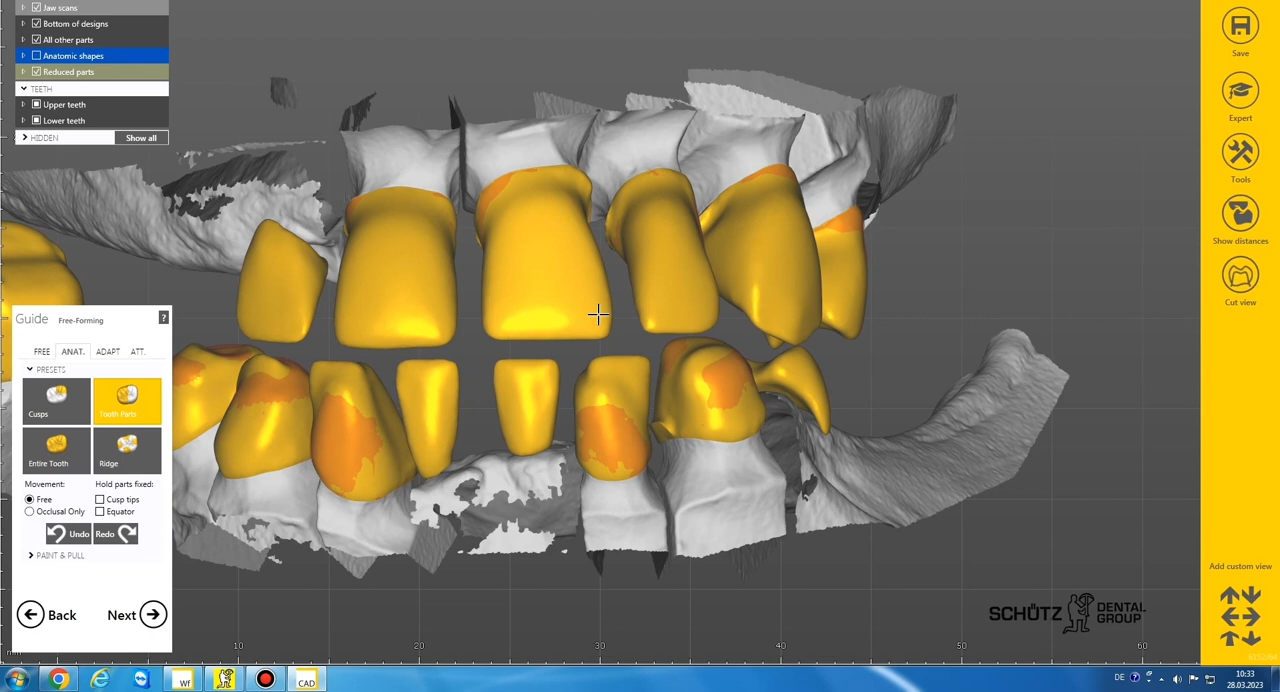 Jaw scans
Bottom of designs
All other parts
Anatomic shapes
Reduced parts
TEETH
Upper teeth
Lower teeth
HIDDEN Show all
Guide Free-Forming ?
FREE ANAT. ADAPT ATT.
PRESETS
Cusps Tooth Parts
Entire Tooth Ridge
Movement: Hold parts fixed:
Free Cusp tips
Occlusal Only Equator
Undo Redo
PAINT & PULL
Back Next
Save
Expert
Tools
Show distances
Cut view
Add custom view
SCHÜTZ DENTAL
GROUP
10 20 30 40 50 60
Wf CAD
DE ? 10:33
28.03.2023